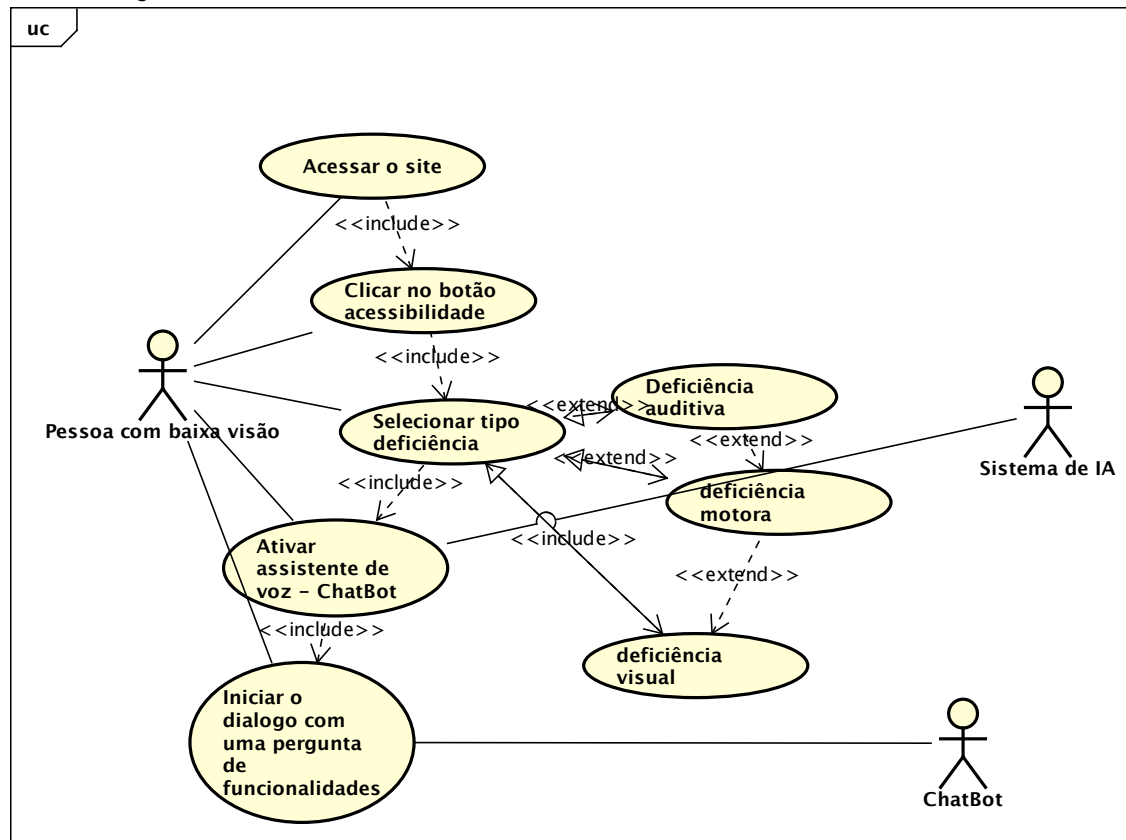 uc
Acessar o site
<<include>>
Clicar no botão
acessibilidade
<<include>>
Pessoa com baixa visão
Selecionar tipo
deficiência
<<extend>>
Deficiência
auditiva
<<extend>>
<<extend>>
deficiência
motora
Sistema de IA
<<include>>
Ativar
assistente de
voz - ChatBot
<<include>>
<<extend>>
<<include>>
deficiência
visual
Iniciar o
dialogo com
uma pergunta
de
funcionalidades
ChatBot